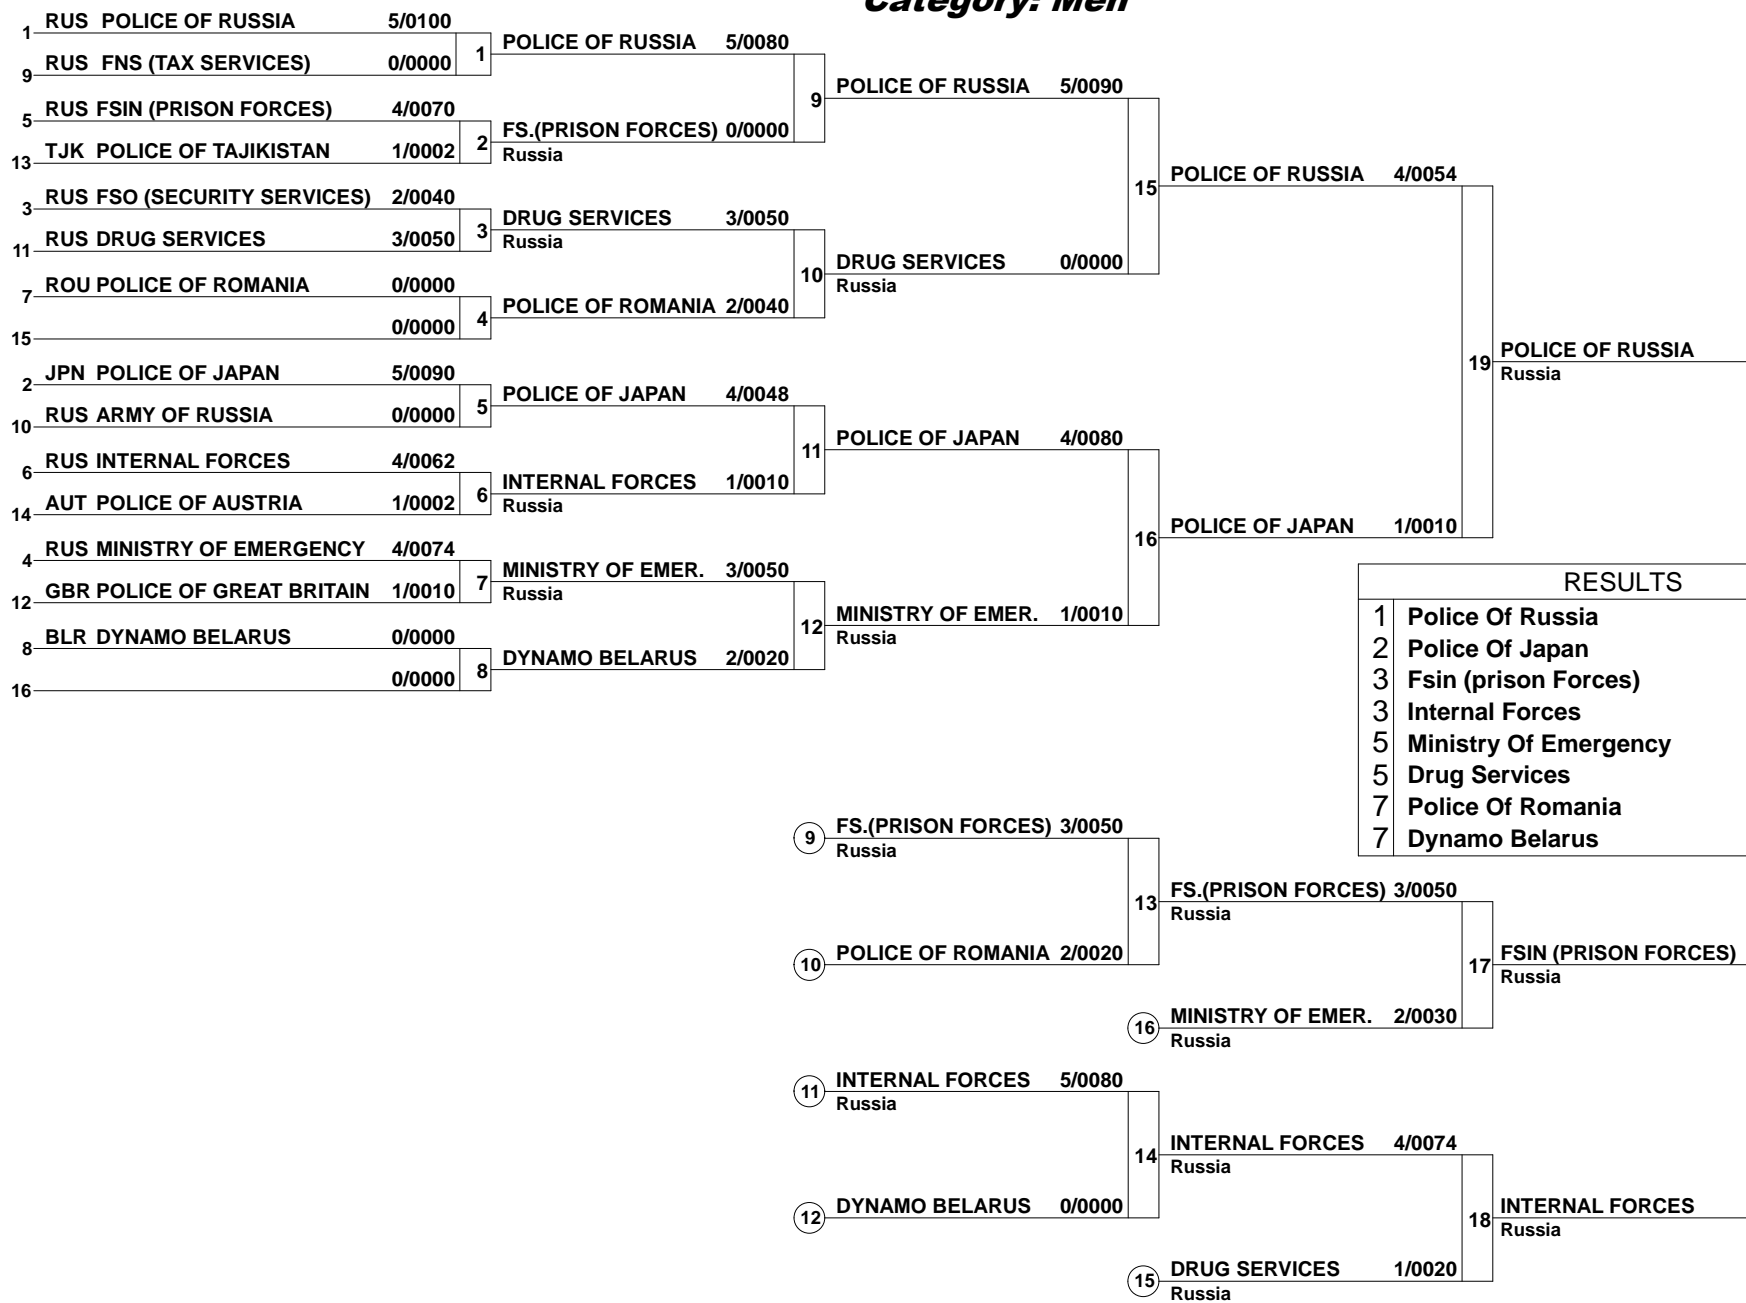 Category: Men
1 RUS POLICE OF RUSSIA 5/0100
9 RUS FNS (TAX SERVICES) 0/0000
1
5 RUS FSIN (PRISON FORCES) 4/0070
13 TJK POLICE OF TAJIKISTAN 1/0002
2
3 RUS FSO (SECURITY SERVICES) 2/0040
11 RUS DRUG SERVICES 3/0050
3
7 ROU POLICE OF ROMANIA 0/0000
15 0/0000
4
2 JPN POLICE OF JAPAN 5/0090
10 RUS ARMY OF RUSSIA 0/0000
5
6 RUS INTERNAL FORCES 4/0062
14 AUT POLICE OF AUSTRIA 1/0002
6
4 RUS MINISTRY OF EMERGENCY 4/0074
12 GBR POLICE OF GREAT BRITAIN 1/0010
7
8 BLR DYNAMO BELARUS 0/0000
16 0/0000
8
POLICE OF RUSSIA 5/0080
FS.(PRISON FORCES) 0/0000
Russia
9
DRUG SERVICES 3/0050
Russia
POLICE OF ROMANIA 2/0040
10
POLICE OF JAPAN 4/0048
INTERNAL FORCES 1/0010
Russia
11
MINISTRY OF EMER. 3/0050
Russia
DYNAMO BELARUS 2/0020
12
POLICE OF RUSSIA 5/0090
DRUG SERVICES 0/0000
Russia
15
POLICE OF JAPAN 4/0080
MINISTRY OF EMER. 1/0010
Russia
16
POLICE OF RUSSIA 4/0054
POLICE OF JAPAN 1/0010
19
POLICE OF RUSSIA
Russia
RESULTS
1 Police Of Russia
2 Police Of Japan
3 Fsin (prison Forces)
3 Internal Forces
5 Ministry Of Emergency
5 Drug Services
7 Police Of Romania
7 Dynamo Belarus
9 FS.(PRISON FORCES) 3/0050
Russia
10 POLICE OF ROMANIA 2/0020
13
FS.(PRISON FORCES) 3/0050
Russia
16 MINISTRY OF EMER. 2/0030
Russia
17
FSIN (PRISON FORCES)
Russia
11 INTERNAL FORCES 5/0080
Russia
12 DYNAMO BELARUS 0/0000
14
INTERNAL FORCES 4/0074
Russia
15 DRUG SERVICES 1/0020
Russia
18
INTERNAL FORCES
Russia